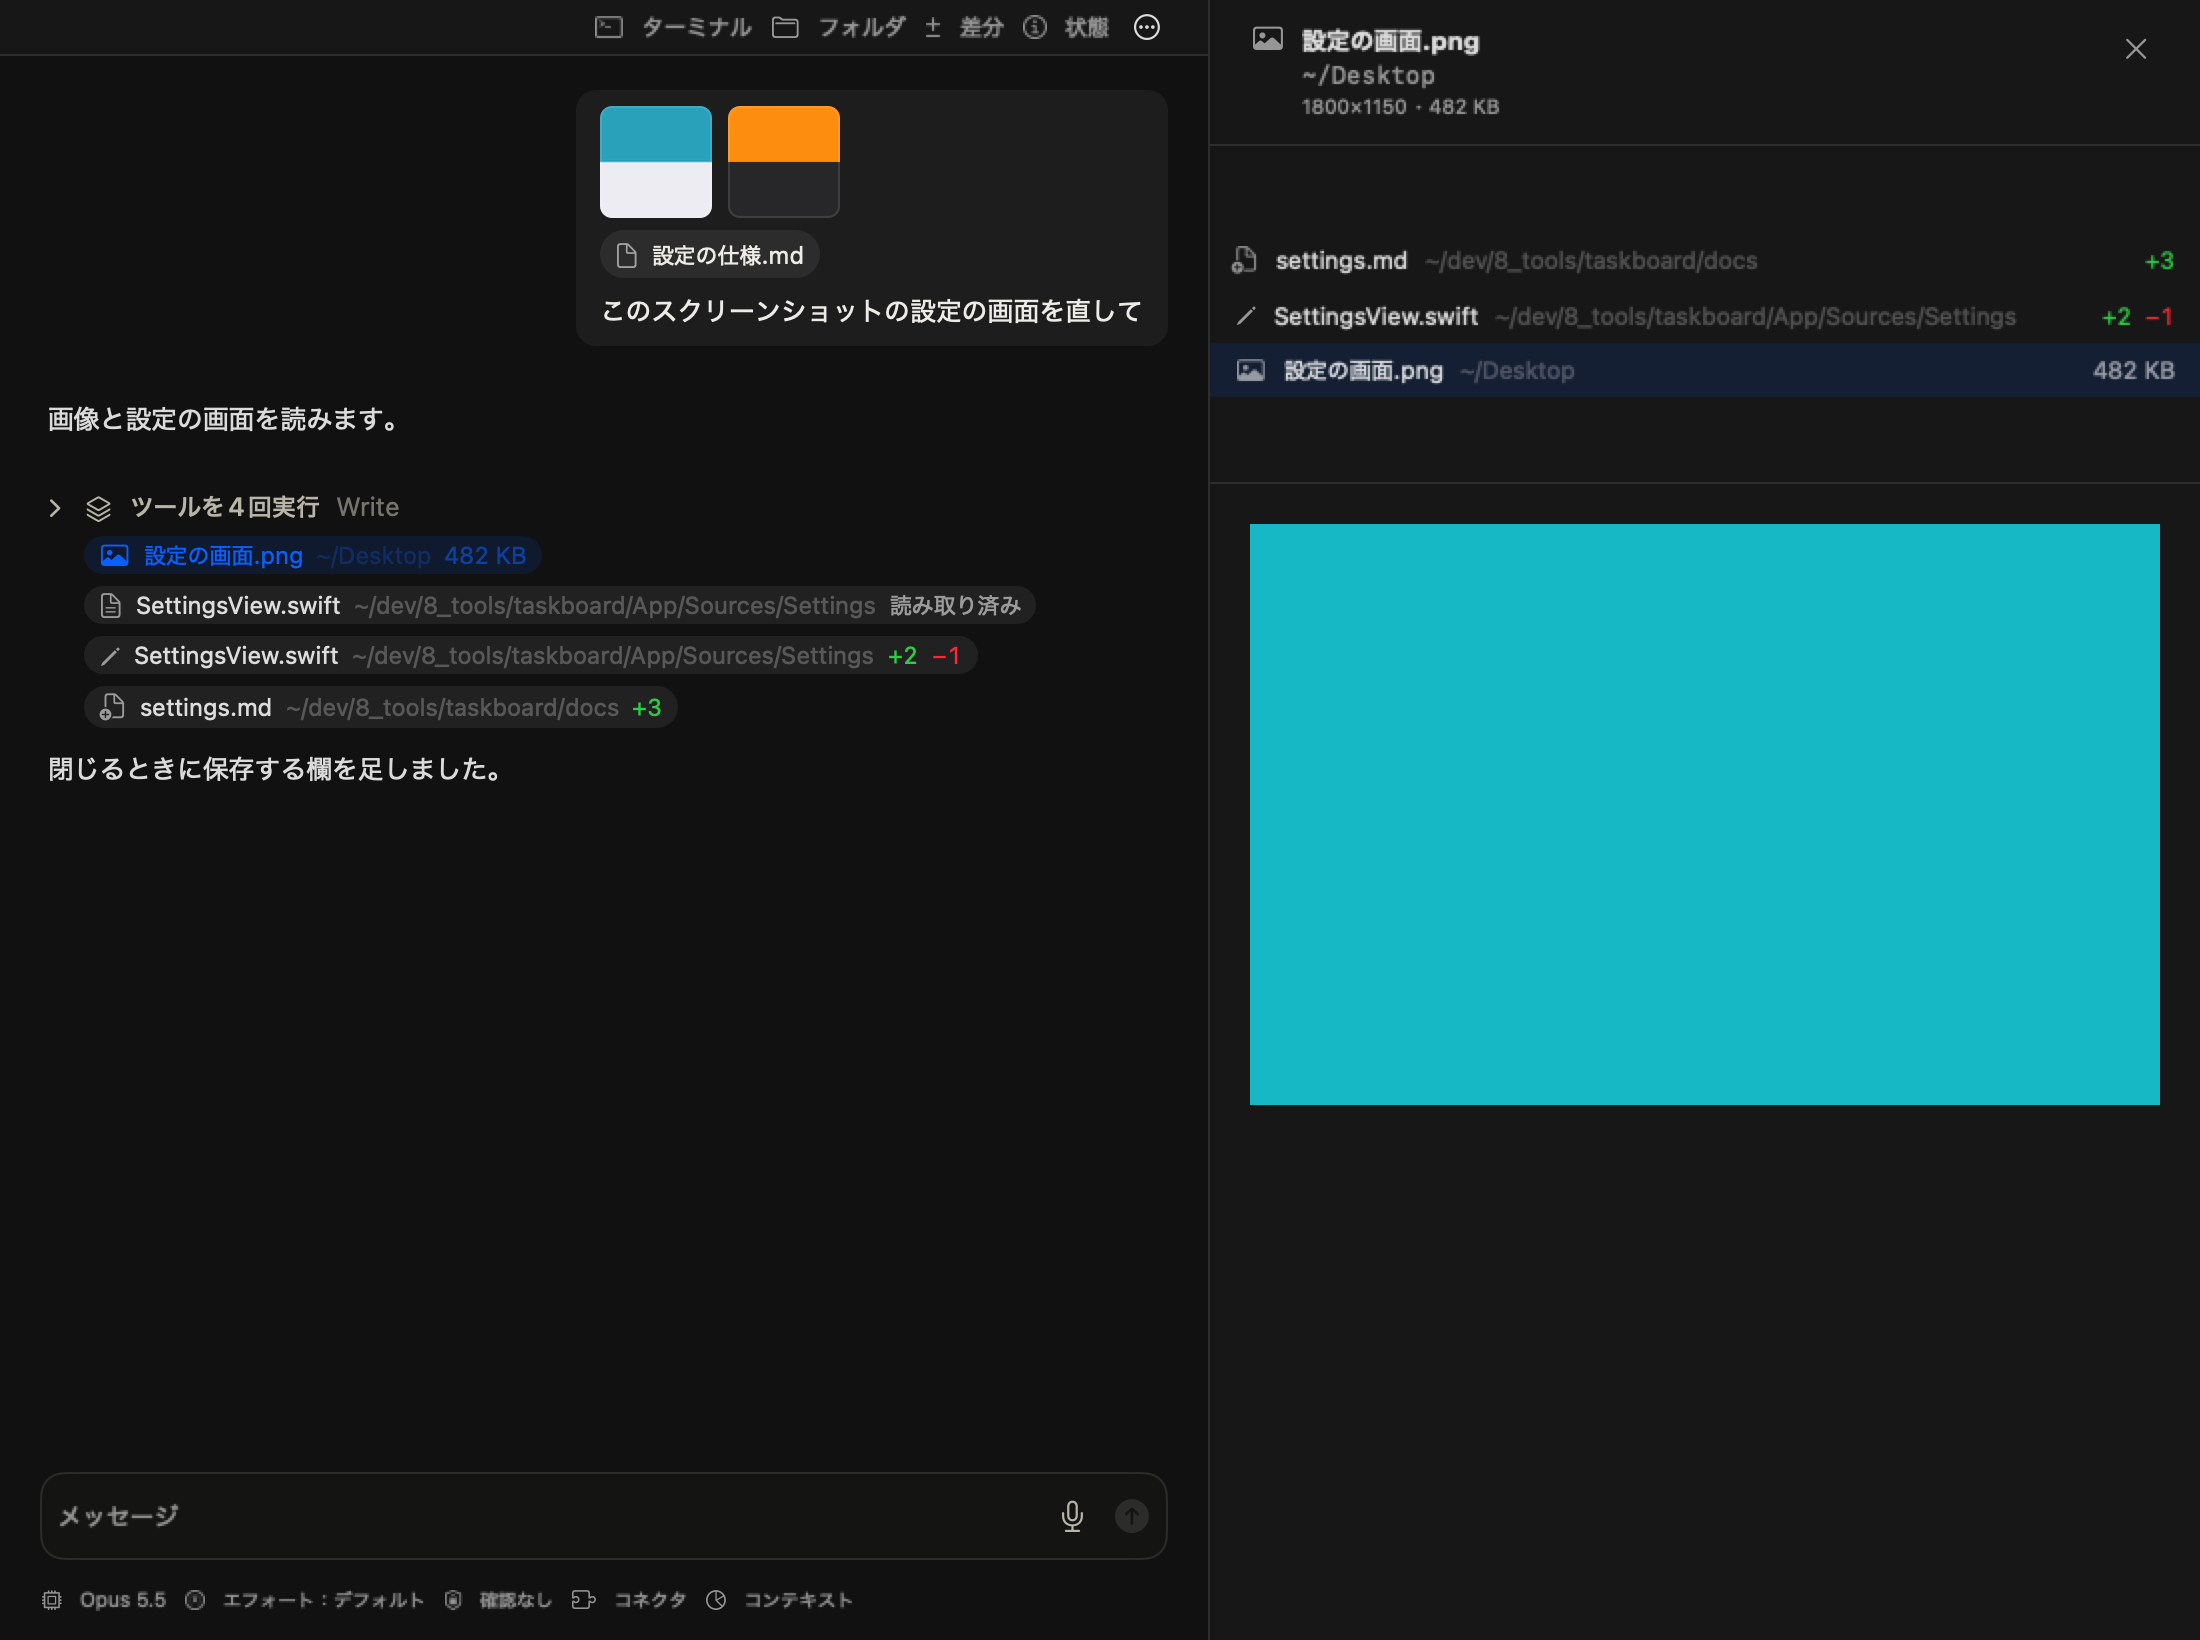 ターミナル フォルダ 差分 状態
設定の仕様.md
このスクリーンショットの設定の画面を直して
画像と設定の画面を読みます。
ツールを4回実行 Write
設定の画面.png ~/Desktop 482 KB
SettingsView.swift ~/dev/8_tools/taskboard/App/Sources/Settings 読み取り済み
SettingsView.swift ~/dev/8_tools/taskboard/App/Sources/Settings +2 −1
settings.md ~/dev/8_tools/taskboard/docs +3
閉じるときに保存する欄を足しました。
メッセージ
Opus 5.5 エフォート：デフォルト 確認なし コネクタ コンテキスト
設定の画面.png
~/Desktop
1800×1150・482 KB
settings.md ~/dev/8_tools/taskboard/docs +3
SettingsView.swift ~/dev/8_tools/taskboard/App/Sources/Settings +2 −1
設定の画面.png ~/Desktop 482 KB